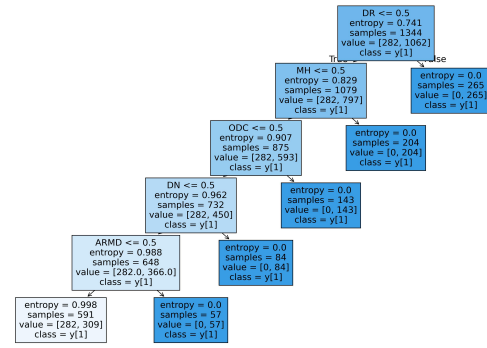 DR <= 0.5
entropy = 0.741
samples = 1344
value = [282, 1062]
class = y[1]
MH <= 0.5
entropy = 0.829
samples = 1079
value = [282, 797]
class = y[1]
entropy = 0.0
samples = 265
value = [0, 265]
class = y[1]
ODC <= 0.5
entropy = 0.907
samples = 875
value = [282, 593]
class = y[1]
entropy = 0.0
samples = 204
value = [0, 204]
class = y[1]
DN <= 0.5
entropy = 0.962
samples = 732
value = [282, 450]
class = y[1]
entropy = 0.0
samples = 143
value = [0, 143]
class = y[1]
ARMD <= 0.5
entropy = 0.988
samples = 648
value = [282.0, 366.0]
class = y[1]
entropy = 0.0
samples = 84
value = [0, 84]
class = y[1]
entropy = 0.998
samples = 591
value = [282, 309]
class = y[1]
entropy = 0.0
samples = 57
value = [0, 57]
class = y[1]